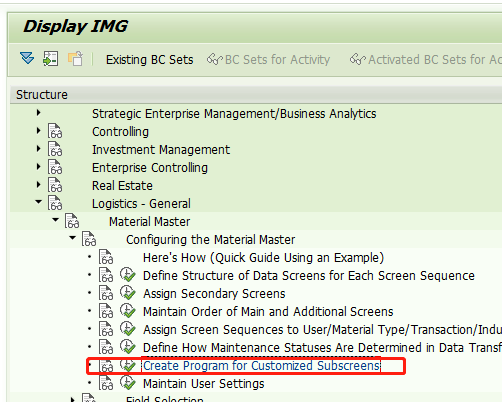 Display IMG
Existing BC Sets BC Sets for Activity Activated BC Sets for Ac
Structure
Strategic Enterprise Management/Business Analytics
Controlling
Investment Management
Enterprise Controlling
Real Estate
Logistics - General
Material Master
Configuring the Material Master
Here's How (Quick Guide Using an Example)
Define Structure of Data Screens for Each Screen Sequence
Assign Secondary Screens
Maintain Order of Main and Additional Screens
Assign Screen Sequences to User/Material Type/Transaction/Indu
Define How Maintenance Statuses Are Determined in Data Transf
Create Program for Customized Subscreens
Maintain User Settings
Field Selection